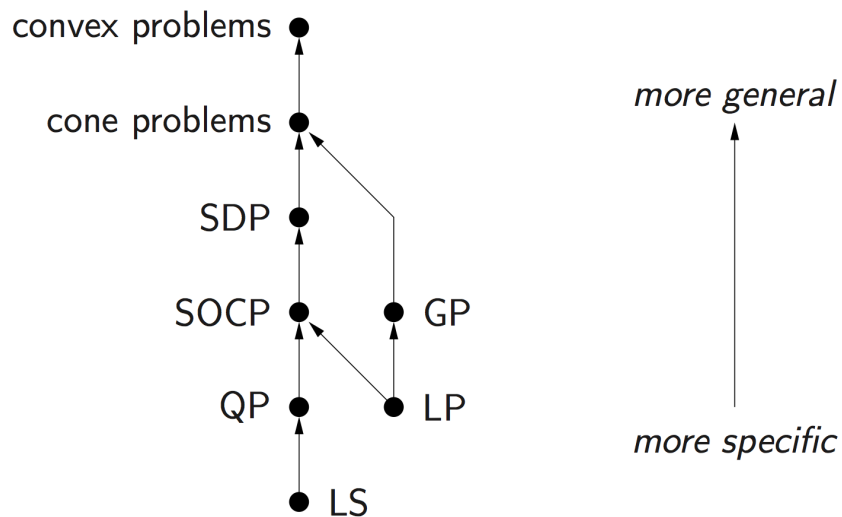 convex problems
cone problems
more general
SDP
SOCP
GP
QP
LP
more specific
LS